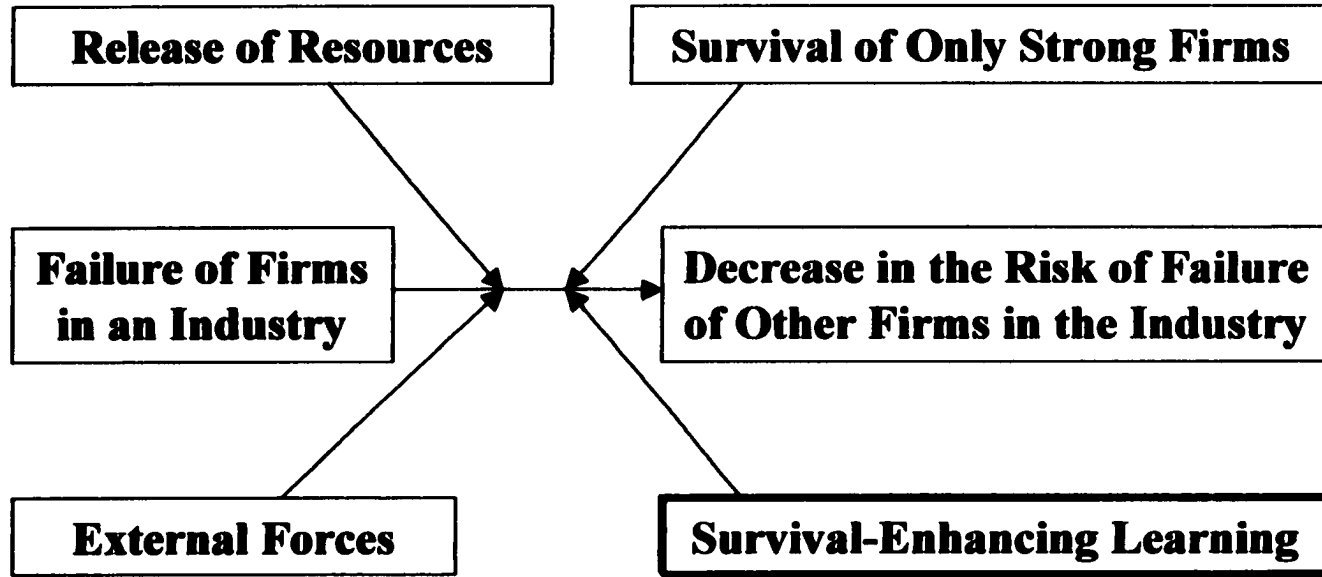 Release of Resources
Survival of Only Strong Firms
Failure of Firms
in an Industry
Decrease in the Risk of Failure
of Other Firms in the Industry
External Forces
Survival-Enhancing Learning